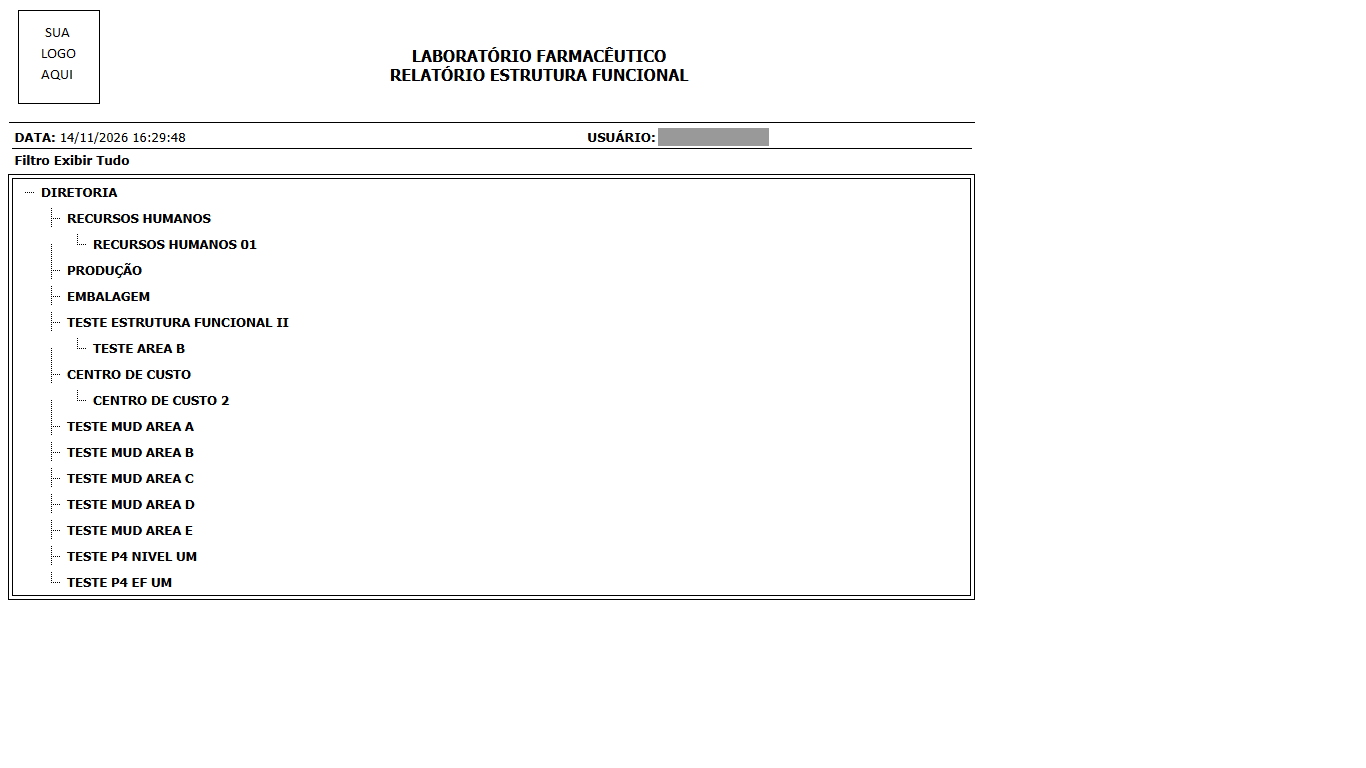 SUA
LOGO
AQUI
LABORATÓRIO FARMACÊUTICO
RELATÓRIO ESTRUTURA FUNCIONAL
DATA: 14/11/2026 16:29:48 USUÁRIO:
Filtro Exibir Tudo
DIRETORIA
RECURSOS HUMANOS
RECURSOS HUMANOS 01
PRODUÇÃO
EMBALAGEM
TESTE ESTRUTURA FUNCIONAL II
TESTE AREA B
CENTRO DE CUSTO
CENTRO DE CUSTO 2
TESTE MUD AREA A
TESTE MUD AREA B
TESTE MUD AREA C
TESTE MUD AREA D
TESTE MUD AREA E
TESTE P4 NIVEL UM
TESTE P4 EF UM